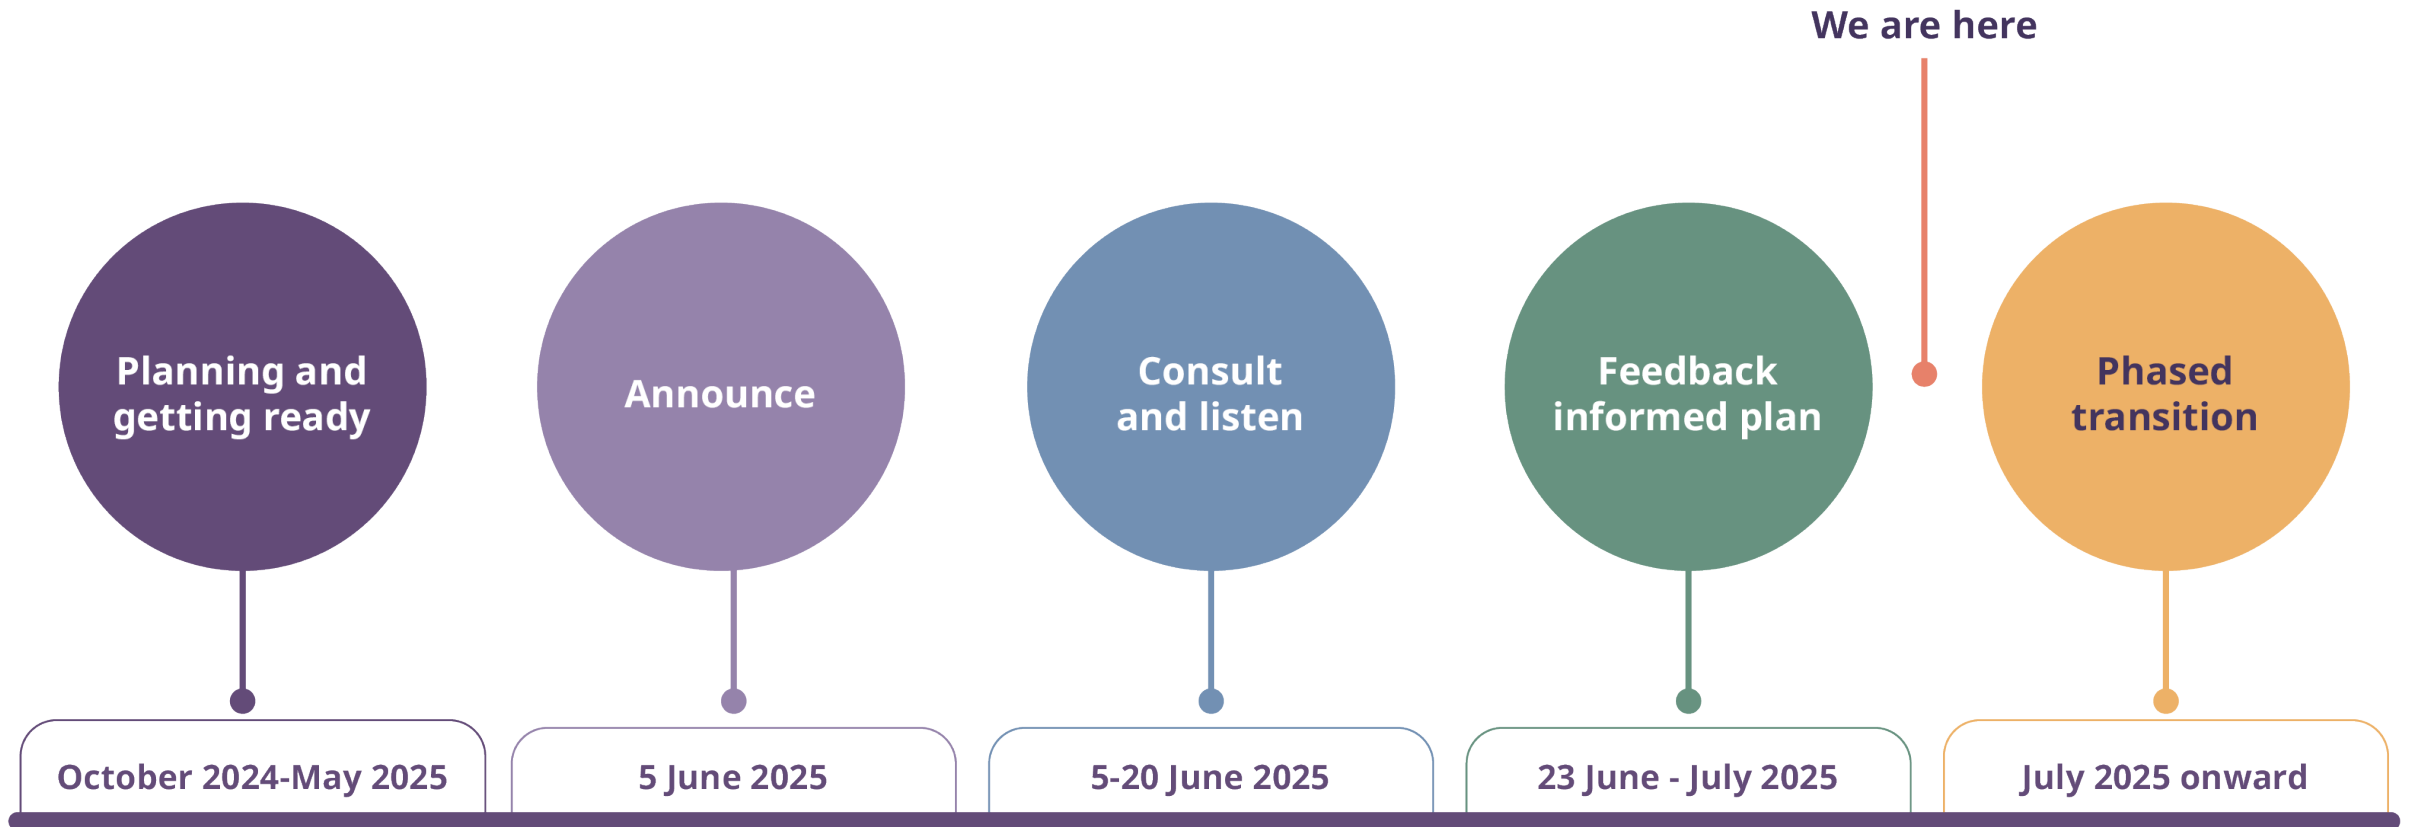 We are here
Planning and
getting ready
Announce
Consult
and listen
Feedback
informed plan
Phased
transition
October 2024-May 2025
5 June 2025
5-20 June 2025
23 June - July 2025
July 2025 onward